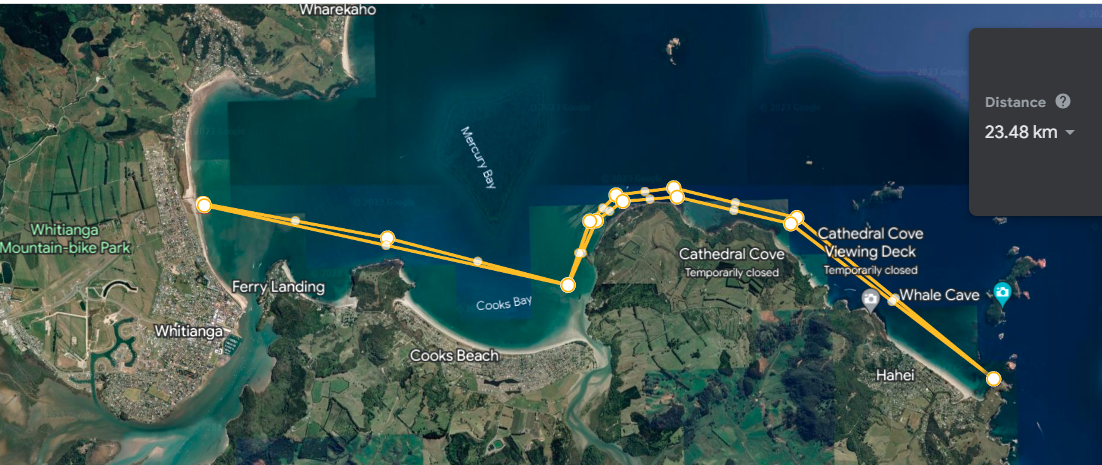 Wharekaho
Distance
23.48 km
Mercury Bay
Whitianga
Mountain-bike Park
Cathedral Cove
Viewing Deck
Temporarily closed
Cathedral Cove
Temporarily closed
Ferry Landing
Whale Cave
Cooks Bay
Whitianga
Cooks Beach
Hahei